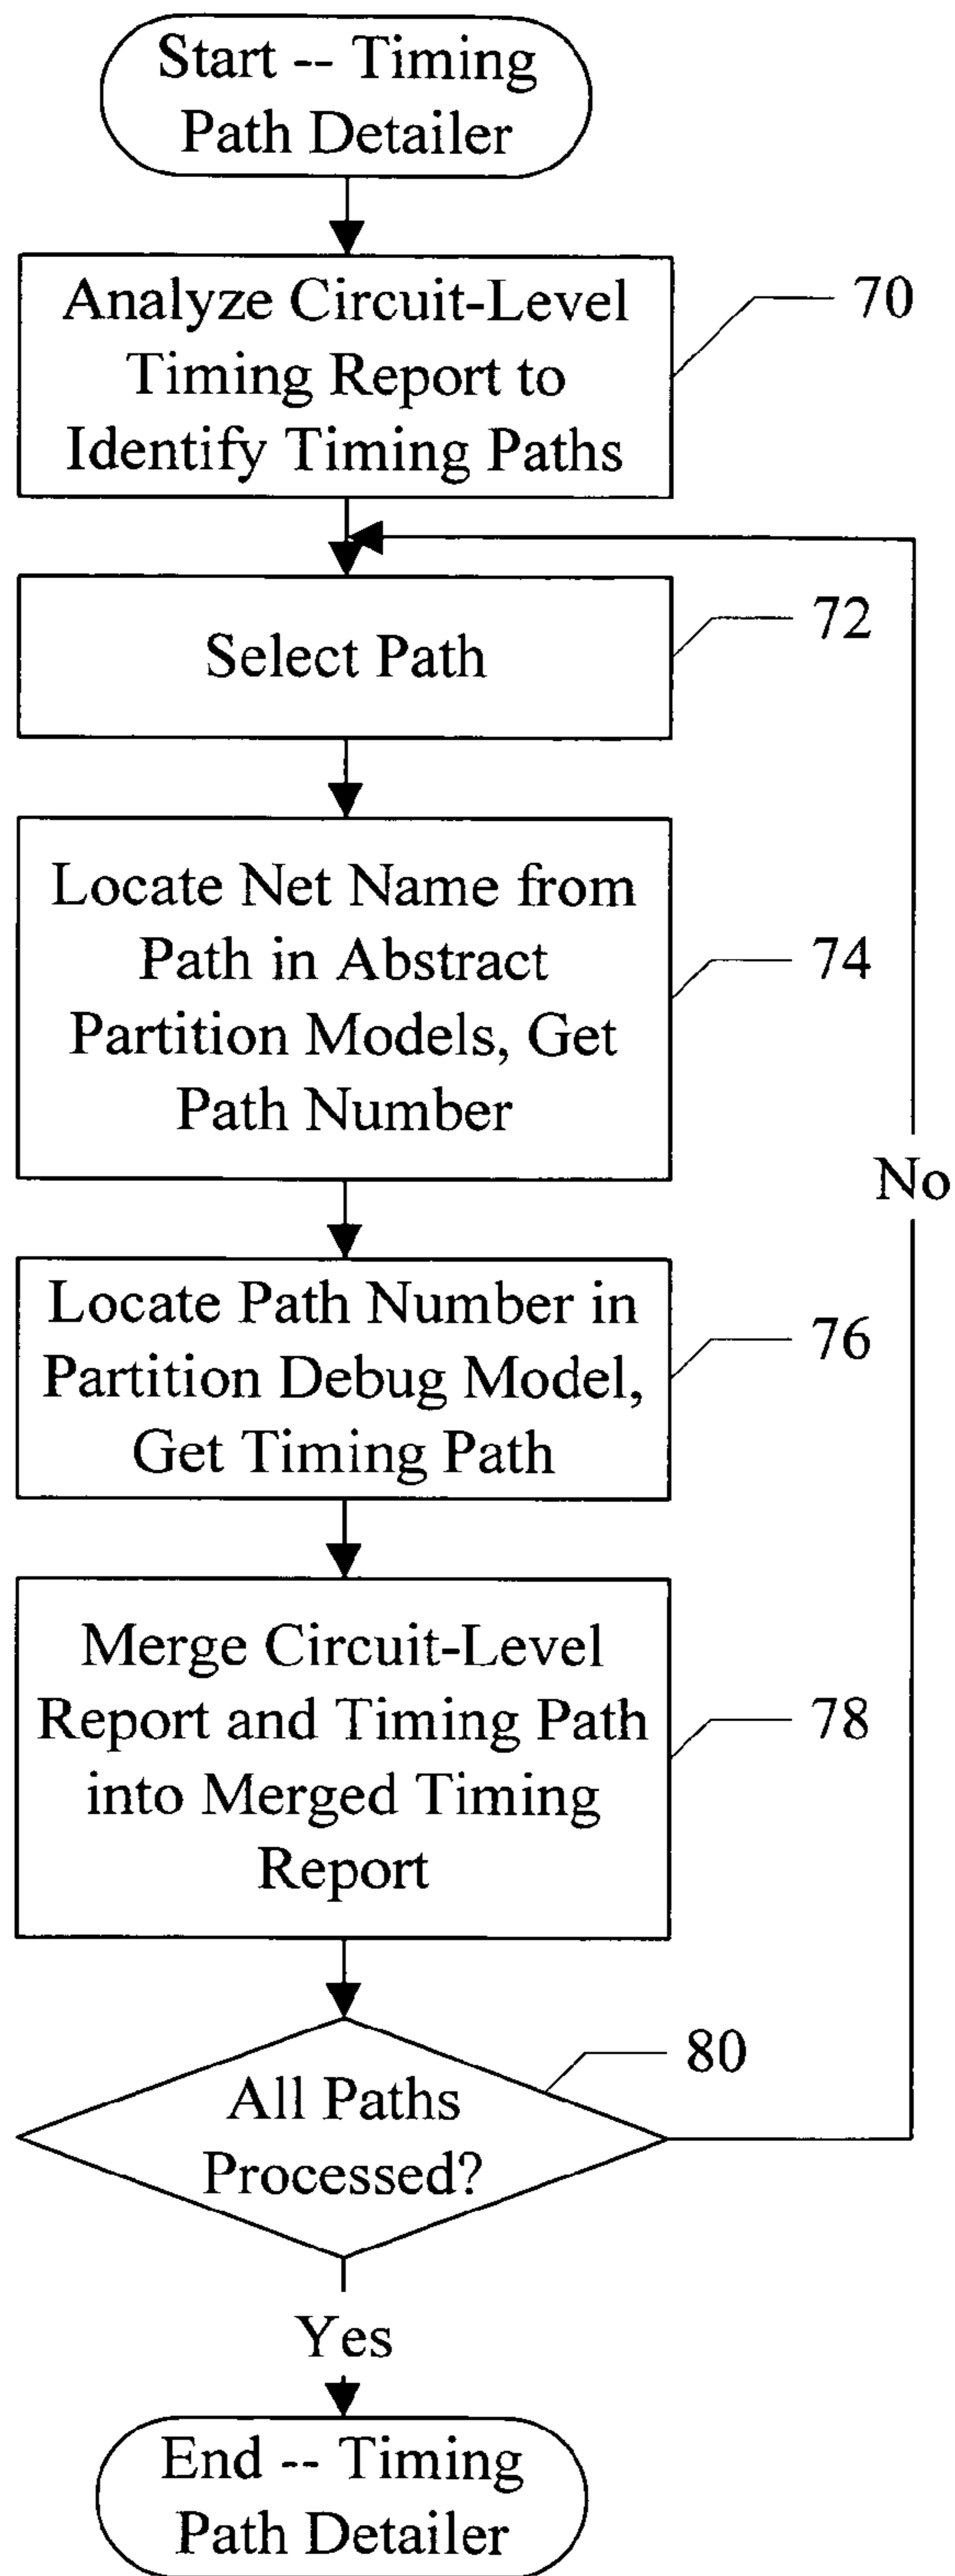 Start -- Timing
Path Detailer
Analyze Circuit-Level
Timing Report to
Identify Timing Paths
70
Select Path
72
Locate Net Name from
Path in Abstract
Partition Models, Get
Path Number
74
No
Locate Path Number in
Partition Debug Model,
Get Timing Path
76
Merge Circuit-Level
Report and Timing Path
into Merged Timing
Report
78
All Paths
Processed?
80
Yes
End -- Timing
Path Detailer